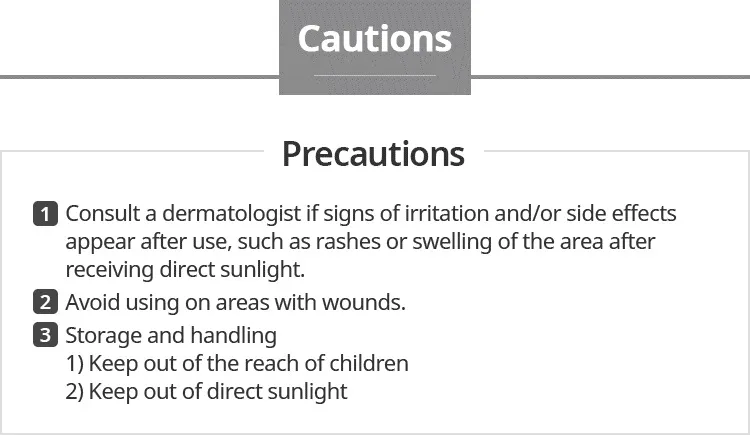 Cautions
Precautions
1 Consult a dermatologist if signs of irritation and/or side effects
appear after use, such as rashes or swelling of the area after
receiving direct sunlight.
2 Avoid using on areas with wounds.
3 Storage and handling
1) Keep out of the reach of children
2) Keep out of direct sunlight